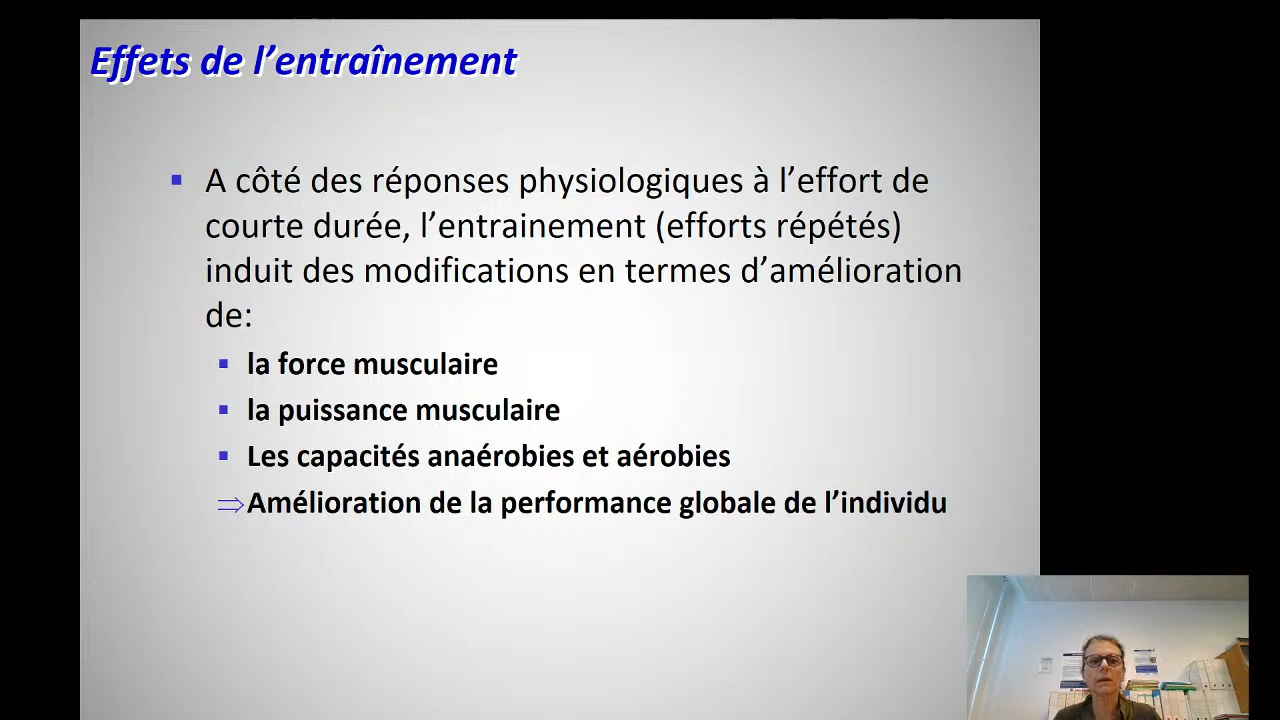 Effets de l’entraînement
▪ A côté des réponses physiologiques à l’effort de
courte durée, l’entrainement (efforts répétés)
induit des modifications en termes d’amélioration
de:
▪ la force musculaire
▪ la puissance musculaire
▪ Les capacités anaérobies et aérobies
⇒Amélioration de la performance globale de l’individu